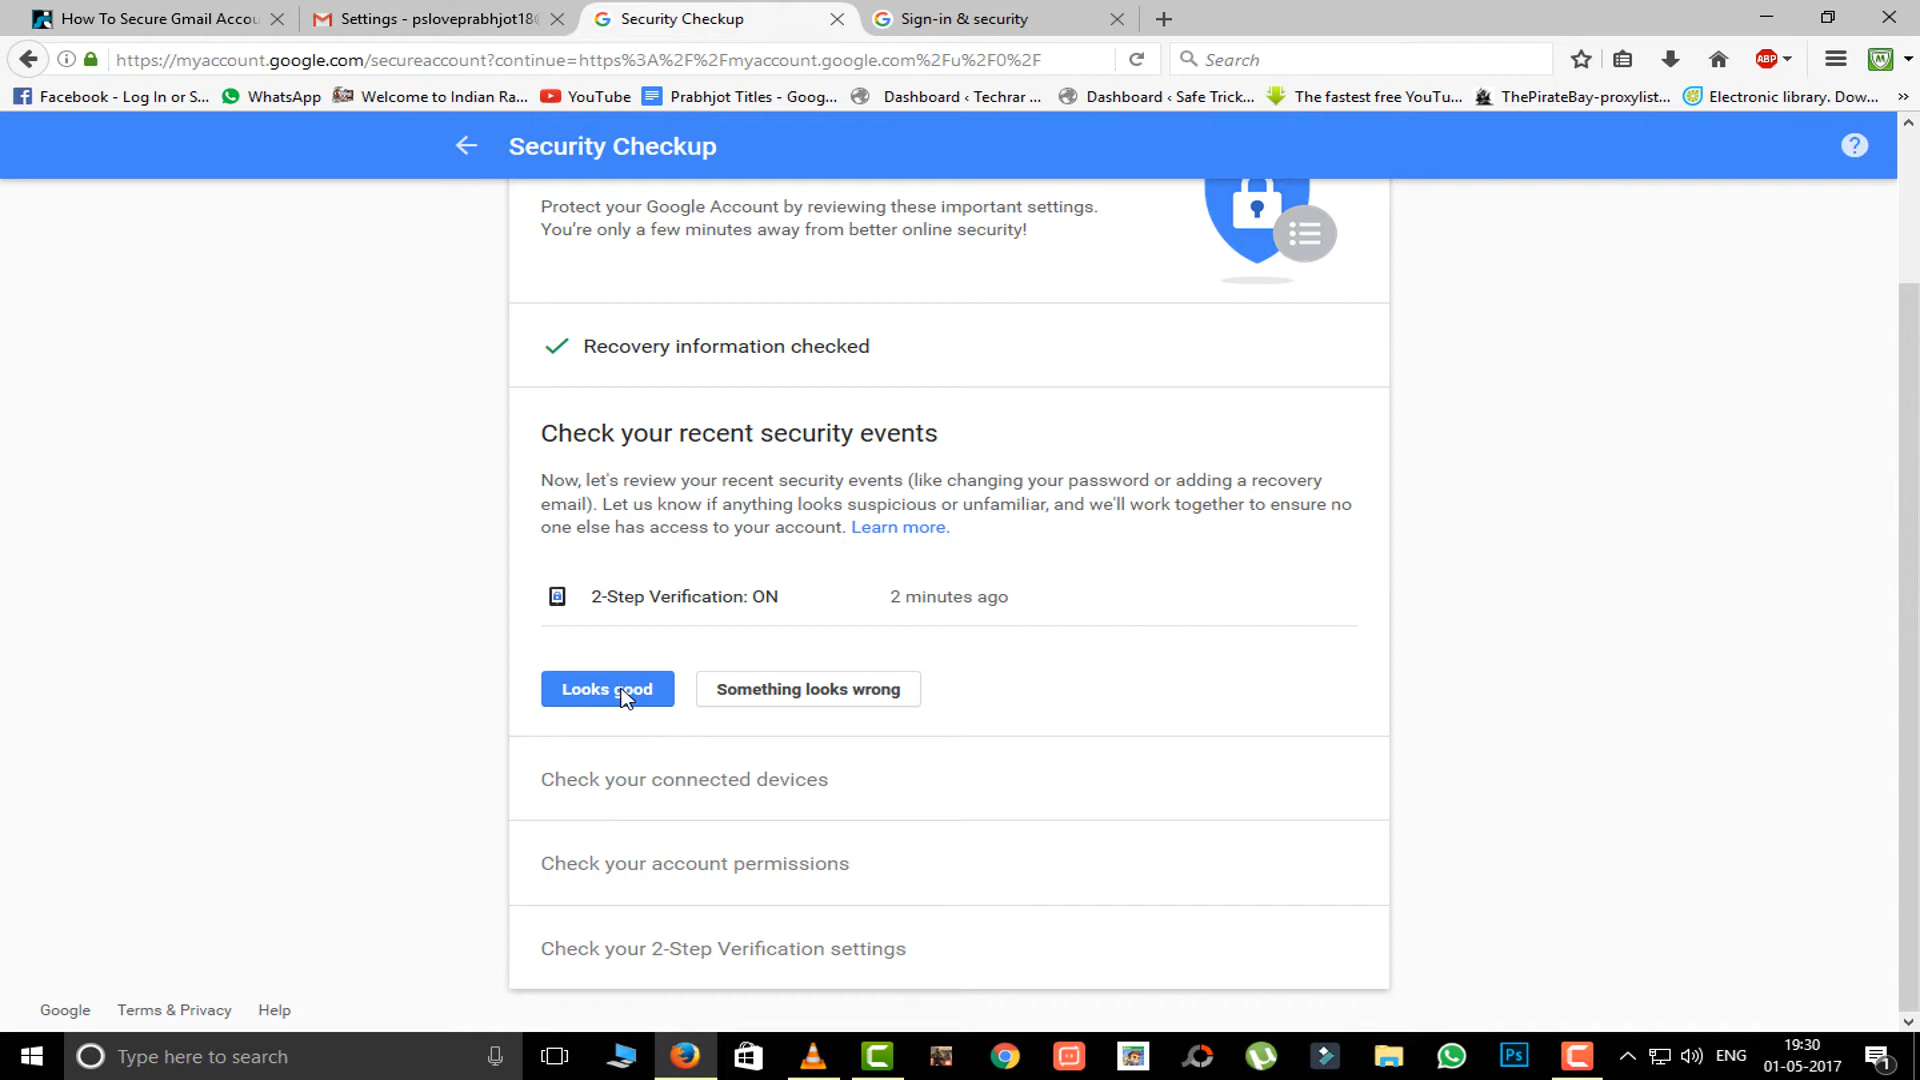 How To Secure Gmail Accou
Settings - psloveprabhjot18@
Security Checkup
Sign-in & security
https://myaccount.google.com/secureaccount?continue=https%3A%2F%2Fmyaccount.google.com%2Fu%2F0%2F
Search
ABP
Facebook - Log In or S...
WhatsApp
Welcome to Indian Ra...
YouTube
Prabhjot Titles - Goog...
Dashboard ‹ Techrar ...
Dashboard ‹ Safe Trick...
The fastest free YouTu...
ThePirateBay-proxylist...
Electronic library. Dow...
Security Checkup
Protect your Google Account by reviewing these important settings.
You're only a few minutes away from better online security!
Recovery information checked
Check your recent security events
Now, let's review your recent security events (like changing your password or adding a recovery
email). Let us know if anything looks suspicious or unfamiliar, and we'll work together to ensure no
one else has access to your account. Learn more.
2-Step Verification: ON 2 minutes ago
Looks good
Something looks wrong
Check your connected devices
Check your account permissions
Check your 2-Step Verification settings
Google Terms & Privacy Help
Type here to search
Ps
ENG
19:30
01-05-2017
1